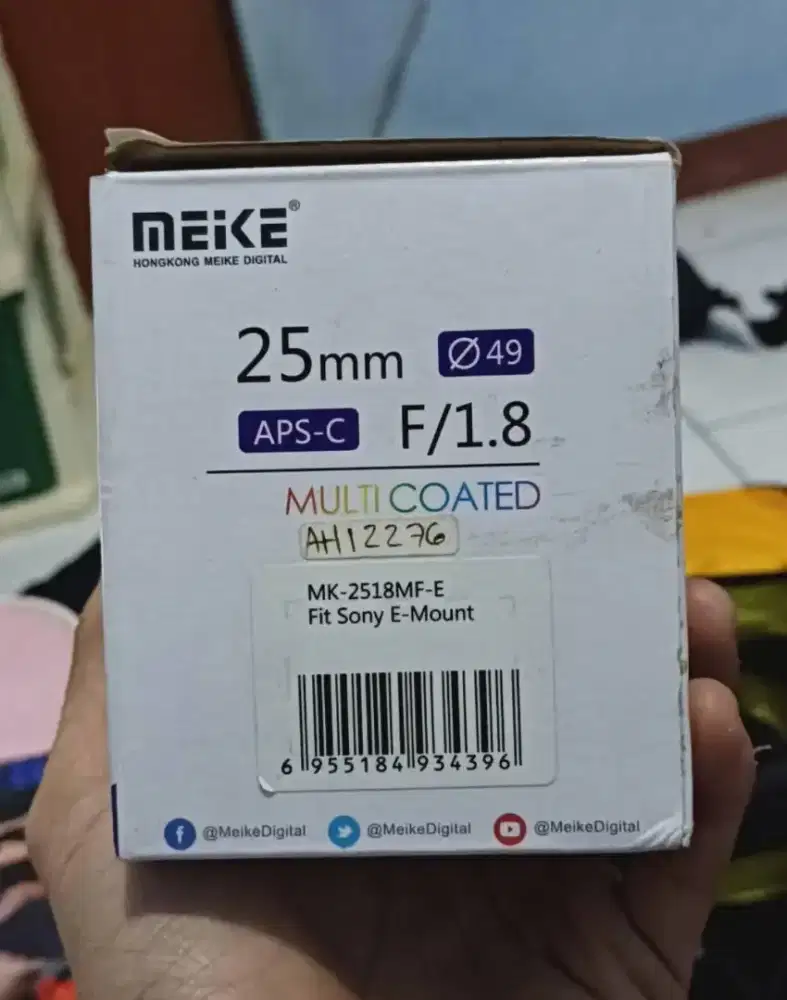 MEiKE®
HONGKONG MEIKE DIGITAL
25mm Ø49
APS-C F/1.8
MULTI COATED
AH12276
MK-2518MF-E
Fit Sony E-Mount
6 955184 934396
@MeikeDigital @MeikeDigital @MeikeDigital